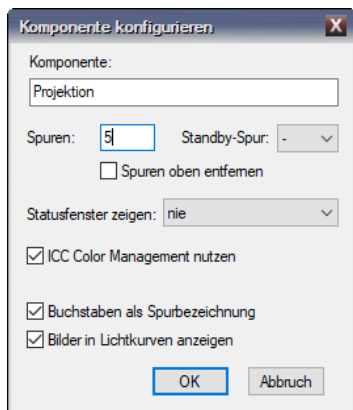 Komponente konfigurieren
Komponente:
Projektion
Spuren: 5 Standby-Spur: -
Spuren oben entfernen
Statusfenster zeigen: nie
ICC Color Management nutzen
Buchstaben als Spurbezeichnung
Bilder in Lichtkurven anzeigen
OK Abbruch